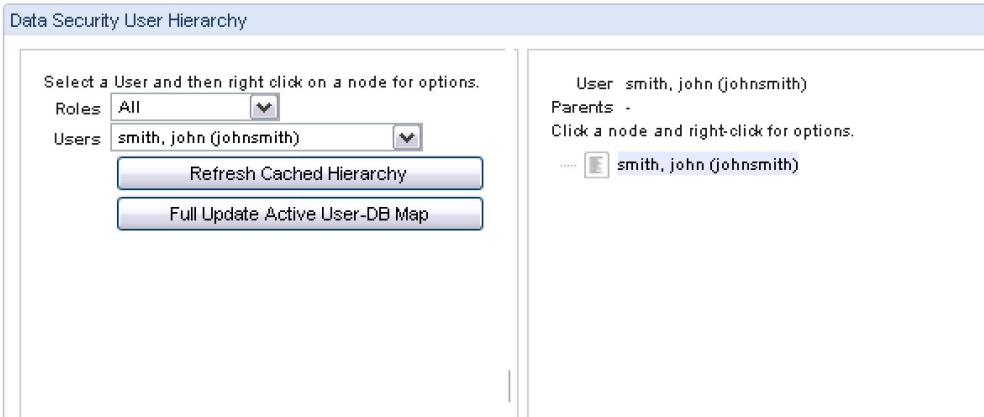 Data Security User Hierarchy
Select a User and then right click on a node for options.
Roles All
Users smith, john (johnsmith)
Refresh Cached Hierarchy
Full Update Active User-DB Map
User smith, john (johnsmith)
Parents -
Click a node and right-click for options.
smith, john (johnsmith)